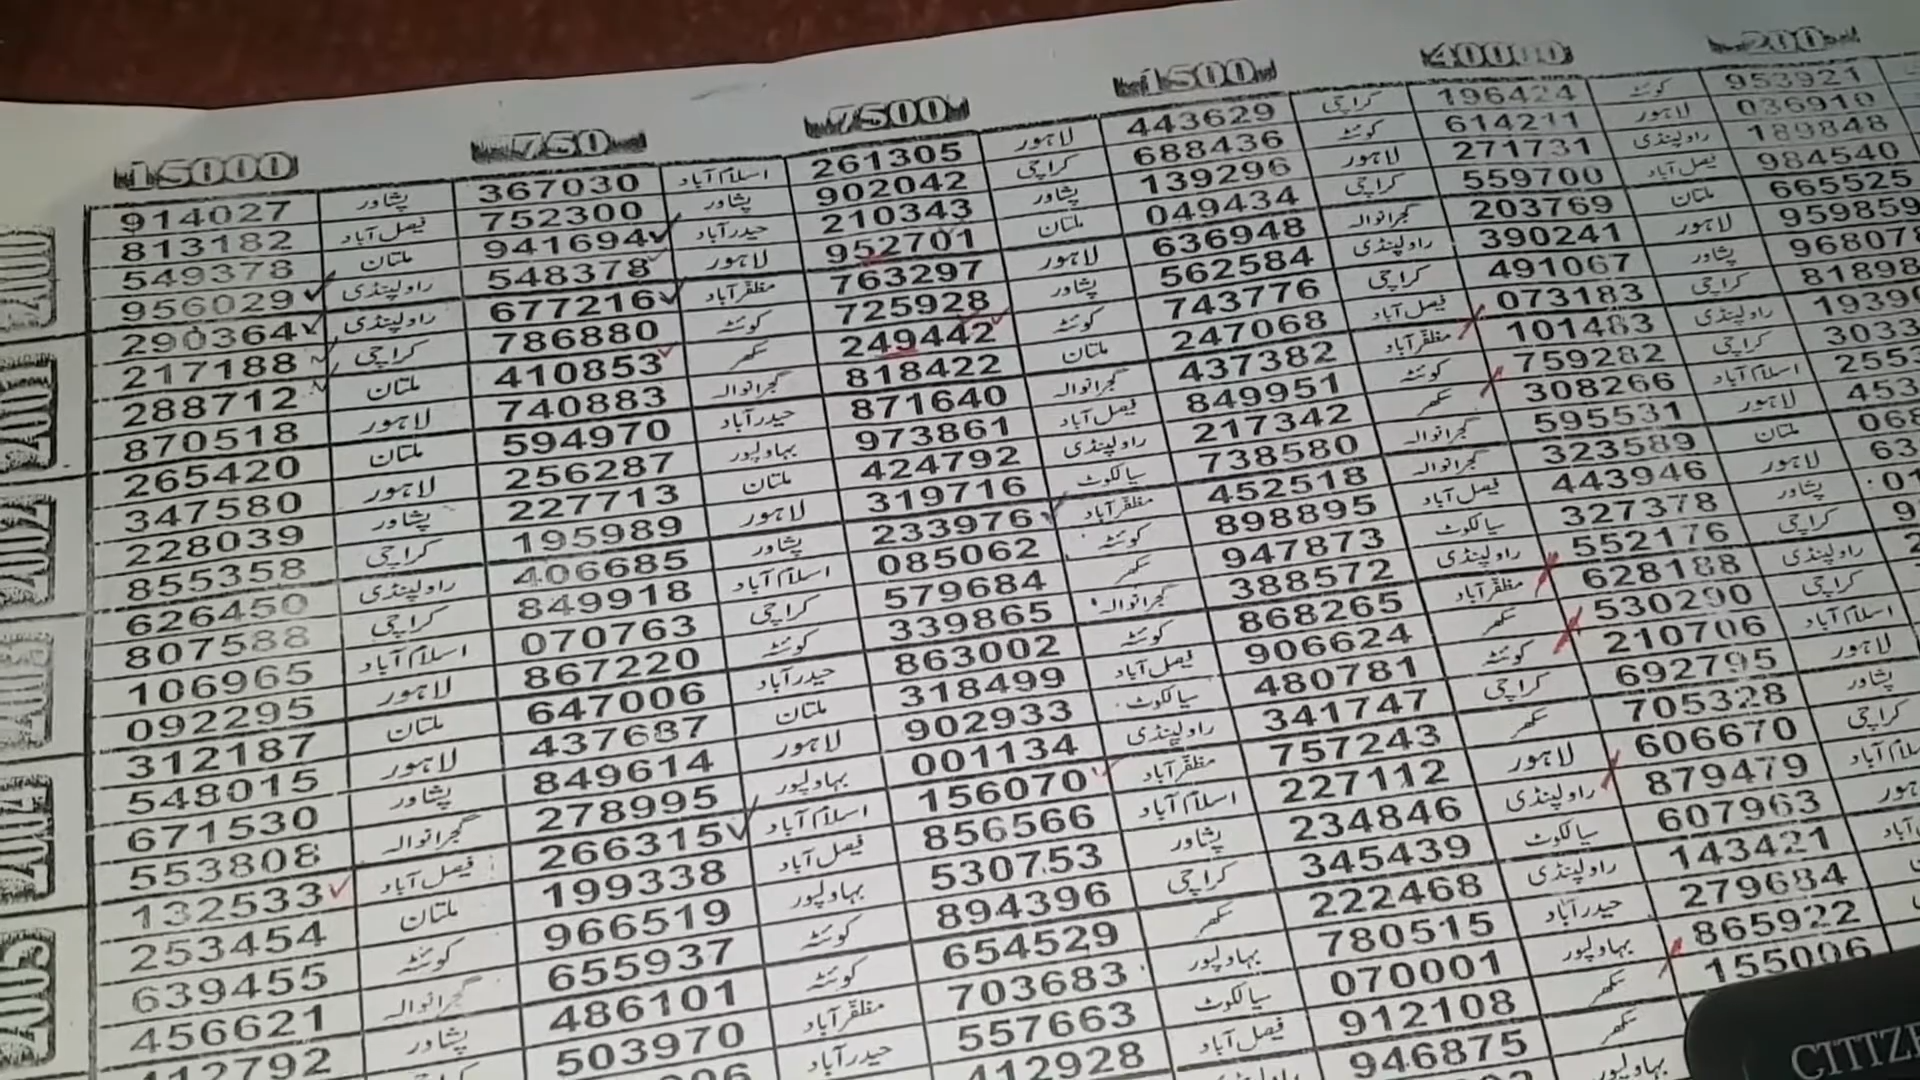 15000 750 7500 1500 40000 200
914027 پشاور 367030 اسلام آباد 261305 لاہور 443629 کراچی 196424 کوئٹہ 953921
813182 فیصل آباد 752300 پشاور 902042 کراچی 688436 کوئٹہ 614211 لاہور 036910
549378 ملتان 941694 حیدرآباد 210343 پشاور 139296 لاہور 271731 راولپنڈی 189848
956029 راولپنڈی 548378 لاہور 952701 ملتان 049434 کراچی 559700 فیصل آباد 984540
290364 راولپنڈی 677216 مظفرآباد 763297 لاہور 636948 گجرانوالہ 203769 ملتان 665525
217188 کراچی 786880 کوئٹہ 725928 پشاور 562584 راولپنڈی 390241 لاہور 959859
288712 ملتان 410853 سکھر 249442 کوئٹہ 743776 کراچی 491067 پشاور
870518 لاہور 740883 گجرانوالہ 818422 ملتان 247068 فیصل آباد 073183 کراچی
265420 ملتان 594970 حیدرآباد 871640 گجرانوالہ 437382 مظفرآباد 101483 راولپنڈی
347580 لاہور 256287 بہاولپور 973861 فیصل آباد 849951 کوئٹہ 759282 کراچی
228039 پشاور 227713 ملتان 424792 راولپنڈی 217342 سکھر 308266 اسلام آباد
855358 کراچی 195989 لاہور 319716 سیالکوٹ 738580 گجرانوالہ 595531 لاہور
626450 راولپنڈی 406685 پشاور 233976 مظفرآباد 452518 گجرانوالہ 323589 ملتان
807588 کراچی 849918 اسلام آباد 085062 کوئٹہ 898895 فیصل آباد 443946 لاہور
106965 اسلام آباد 070763 کراچی 579684 سکھر 947873 سیالکوٹ 327378 پشاور
092295 لاہور 867220 کوئٹہ 339865 گجرانوالہ 388572 راولپنڈی 552176 کراچی
312187 ملتان 647006 حیدرآباد 863002 کوئٹہ 868265 مظفرآباد 628188 راولپنڈی
548015 لاہور 437687 ملتان 318499 فیصل آباد 906624 سکھر 530290 کراچی
671530 پشاور 849614 لاہور 902933 سیالکوٹ 480781 کوئٹہ 210706 اسلام آباد
553808 گجرانوالہ 278995 بہاولپور 001134 راولپنڈی 341747 کراچی 692795 لاہور
132533 فیصل آباد 266315 اسلام آباد 156070 مظفرآباد 757243 سکھر 705328 پشاور
253454 ملتان 199338 فیصل آباد 856566 اسلام آباد 227112 لاہور 606670 کراچی
639455 کوئٹہ 966519 بہاولپور 530753 پشاور 234846 راولپنڈی 879479
456621 گجرانوالہ 655937 کوئٹہ 894396 کراچی 345439 سیالکوٹ 607963
412792 پشاور 486101 کوئٹہ 654529 سکھر 222468 راولپنڈی 143421
503970 مظفرآباد 703683 بہاولپور 780515 حیدرآباد 279684
حیدرآباد 557663 سیالکوٹ 070001 بہاولپور 865922
412928 فیصل آباد 912108 سکھر 155006
946875 سکھر
بہاولپور